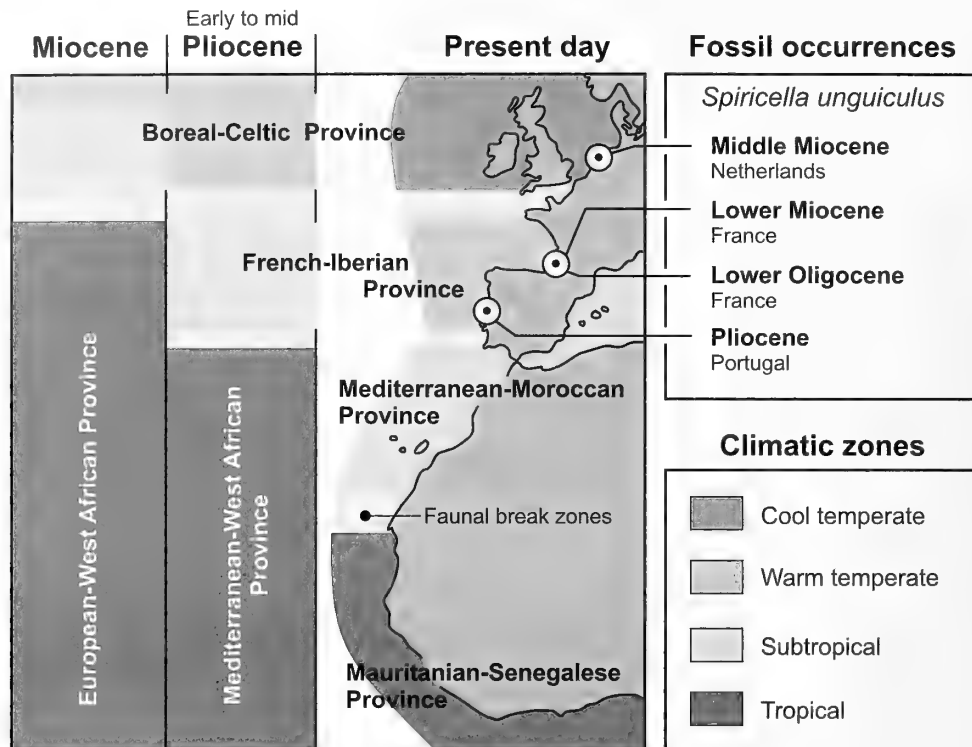 Miocene
Early to mid
Pliocene
Present day
Boreal-Celtic Province
French-Iberian
Province
Mediterranean-Moroccan
Province
Faunal break zones
Mauritanian-Senegalese
Province
European-West African Province
Mediterranean-West African
Province
Fossil occurrences
Spiricella unguiculus
Middle Miocene
Netherlands
Lower Miocene
France
Lower Oligocene
France
Pliocene
Portugal
Climatic zones
Cool temperate
Warm temperate
Subtropical
Tropical